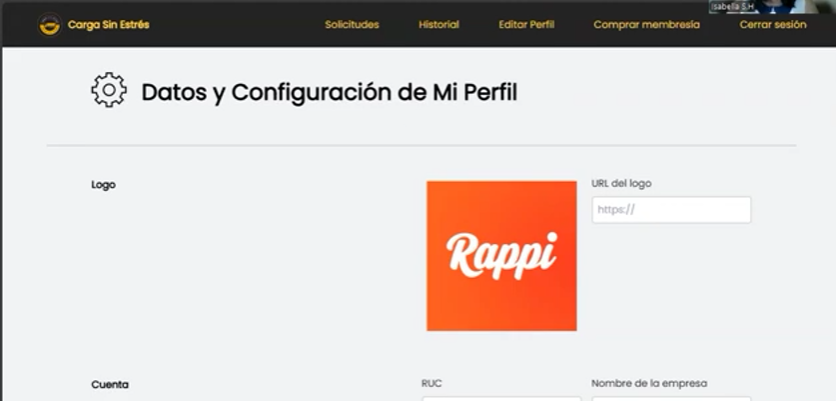 Isabella S.H
Carga Sin Estrés
Solicitudes
Historial
Editar Perfil
Comprar membresía
Cerrar sesión
Datos y Configuración de Mi Perfil
Logo
Rappi
URL del logo
https://
Cuenta
RUC
Nombre de la empresa